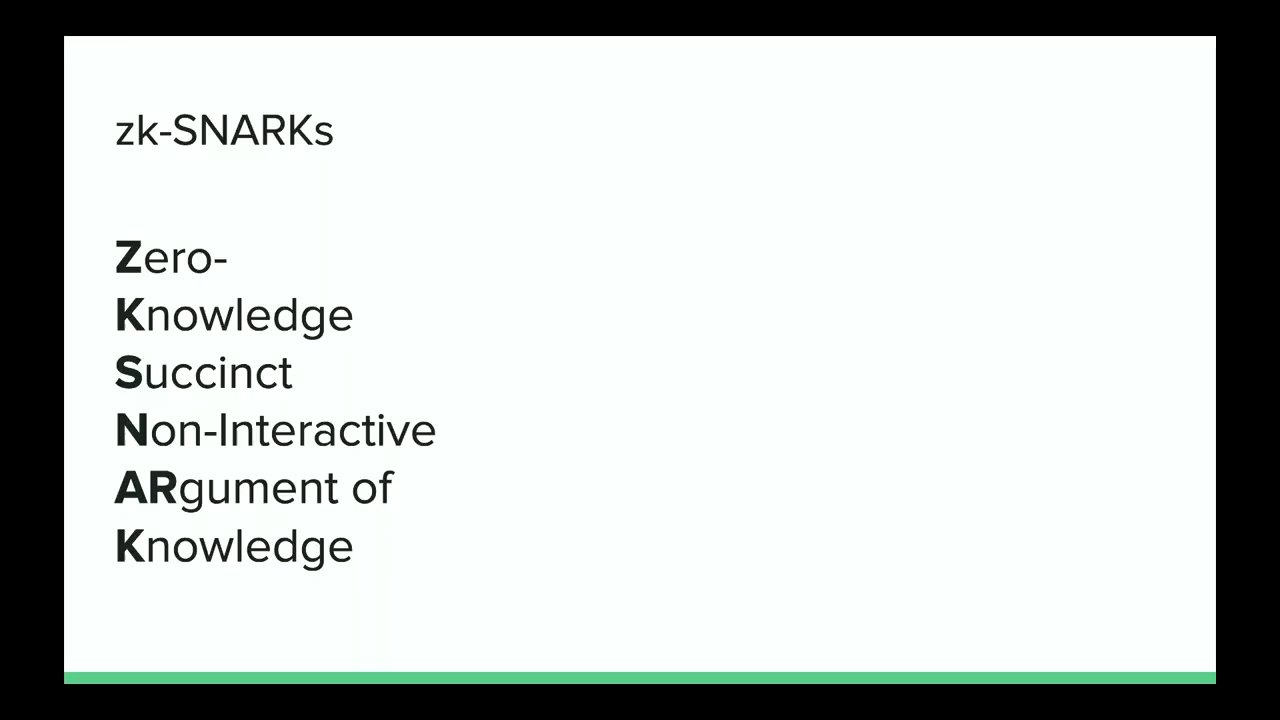 zk-SNARKs
Zero-
Knowledge
Succinct
Non-Interactive
ARgument of
Knowledge